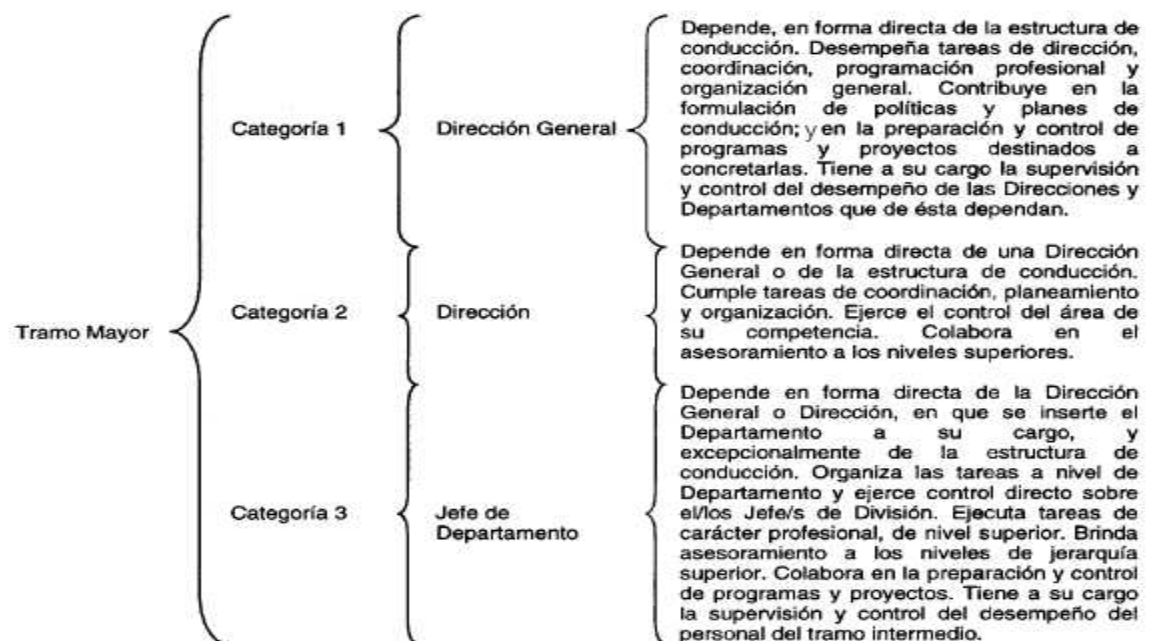 Tramo Mayor
Categoría 1
Dirección General
Depende, en forma directa de la estructura de
conducción. Desempeña tareas de dirección,
coordinación, programación profesional y
organización general. Contribuye en la
formulación de políticas y planes de
conducción; y en la preparación y control de
programas y proyectos destinados a
concretarlas. Tiene a su cargo la supervisión
y control del desempeño de las Direcciones y
Departamentos que de ésta dependan.
Categoría 2
Dirección
Depende en forma directa de una Dirección
General o de la estructura de conducción.
Cumple tareas de coordinación, planeamiento
y organización. Ejerce el control del área de
su competencia. Colabora en el
asesoramiento a los niveles superiores.
Categoría 3
Jefe de
Departamento
Depende en forma directa de la Dirección
General o Dirección, en que se inserte el
Departamento a su cargo, y
excepcionalmente de la estructura de
conducción. Organiza las tareas a nivel de
Departamento y ejerce control directo sobre
el/los Jefe/s de División. Ejecuta tareas de
carácter profesional, de nivel superior. Brinda
asesoramiento a los niveles de jerarquía
superior. Colabora en la preparación y control
de programas y proyectos. Tiene a su cargo
la supervisión y control del desempeño del
personal del tramo intermedio.